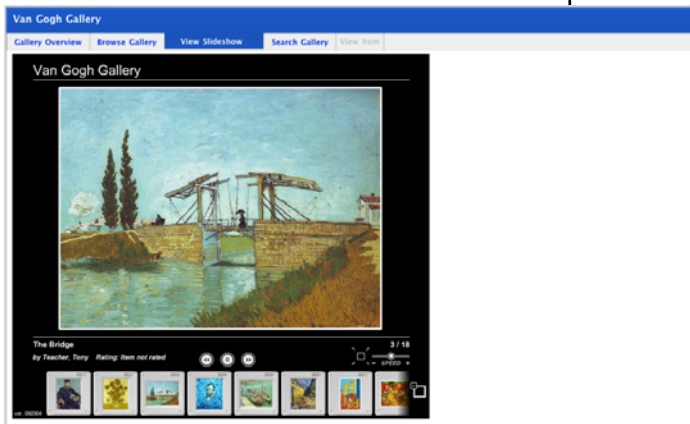 Van Gogh Gallery
Gallery Overview Browse Gallery View Slideshow Search Gallery View Item
Van Gogh Gallery
The Bridge 3 / 18
by Teacher, Tony Rating: Item not rated
- SPEED +